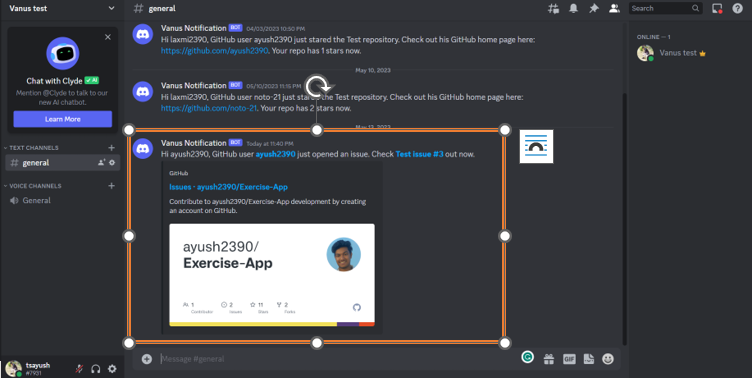 Vanus test
general
Search
Chat with Clyde AI
Mention @Clyde to talk to our
new AI chatbot.
Learn More
TEXT CHANNELS
general
VOICE CHANNELS
General
tsayush
#7931
Vanus Notification BOT 04/03/2023 10:50 PM
Hi laxmi2390, GitHub user ayush2390 just stared the Test repository. Check out his GitHub home page here:
https://github.com/ayush2390. Your repo has 1 stars now.
May 10, 2023
Vanus Notification BOT 05/10/2023 11:15 PM
Hi laxmi2390, GitHub user noto-21 just stared the Test repository. Check out his GitHub home page here:
https://github.com/noto-21. Your repo has 2 stars now.
Vanus Notification BOT Today at 11:40 PM
Hi ayush2390, GitHub user ayush2390 just opened an issue. Check Test issue #3 out now.
GitHub
Issues · ayush2390/Exercise-App
Contribute to ayush2390/Exercise-App development by creating
an account on GitHub.
ayush2390/
Exercise-App
1
Contributor
2
Issues
11
Stars
2
Forks
Message #general
GIF
ONLINE — 1
Vanus test